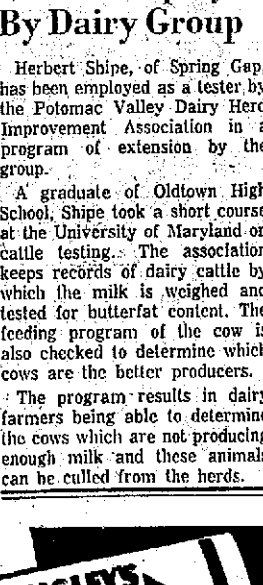 By Dairy Group
Herbert Shipe, of Spring Gap,
has been employed as a tester by
the Potomac Valley Dairy Herd
Improvement Association in a
program of extension by the
group.
A graduate of Oldtown High
School, Shipe took a short course
at the University of Maryland on
cattle testing. The association
keeps records of dairy cattle by
which the milk is weighed and
tested for butterfat content. The
feeding program of the cow is
also checked to determine which
cows are the better producers.
The program results in dairy
farmers being able to determine
the cows which are not producing
enough milk and these animals
can be culled from the herds.